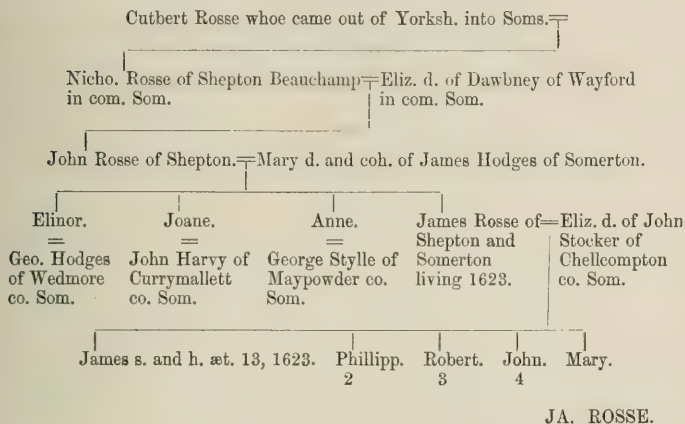 Cutbert Rosse whoe came out of Yorksh. into Soms.
Nicho. Rosse of Shepton Beauchamp
in com. Som.
Eliz. d. of Dawbney of Wayford
in com. Som.
John Rosse of Shepton.
Mary d. and coh. of James Hodges of Somerton.
Elinor.
=
Geo. Hodges
of Wedmore
co. Som.
Joane.
=
John Harvy of
Currymallett
co. Som.
Anne.
=
George Stylle of
Maypowder co.
Som.
James Rosse of
Shepton and
Somerton
living 1623.
=
Eliz. d. of John
Stocker of
Chellcompton
co. Som.
James s. and h. æt. 13, 1623.
Phillipp.
2
Robert.
3
John.
4
Mary.
JA. ROSSE.